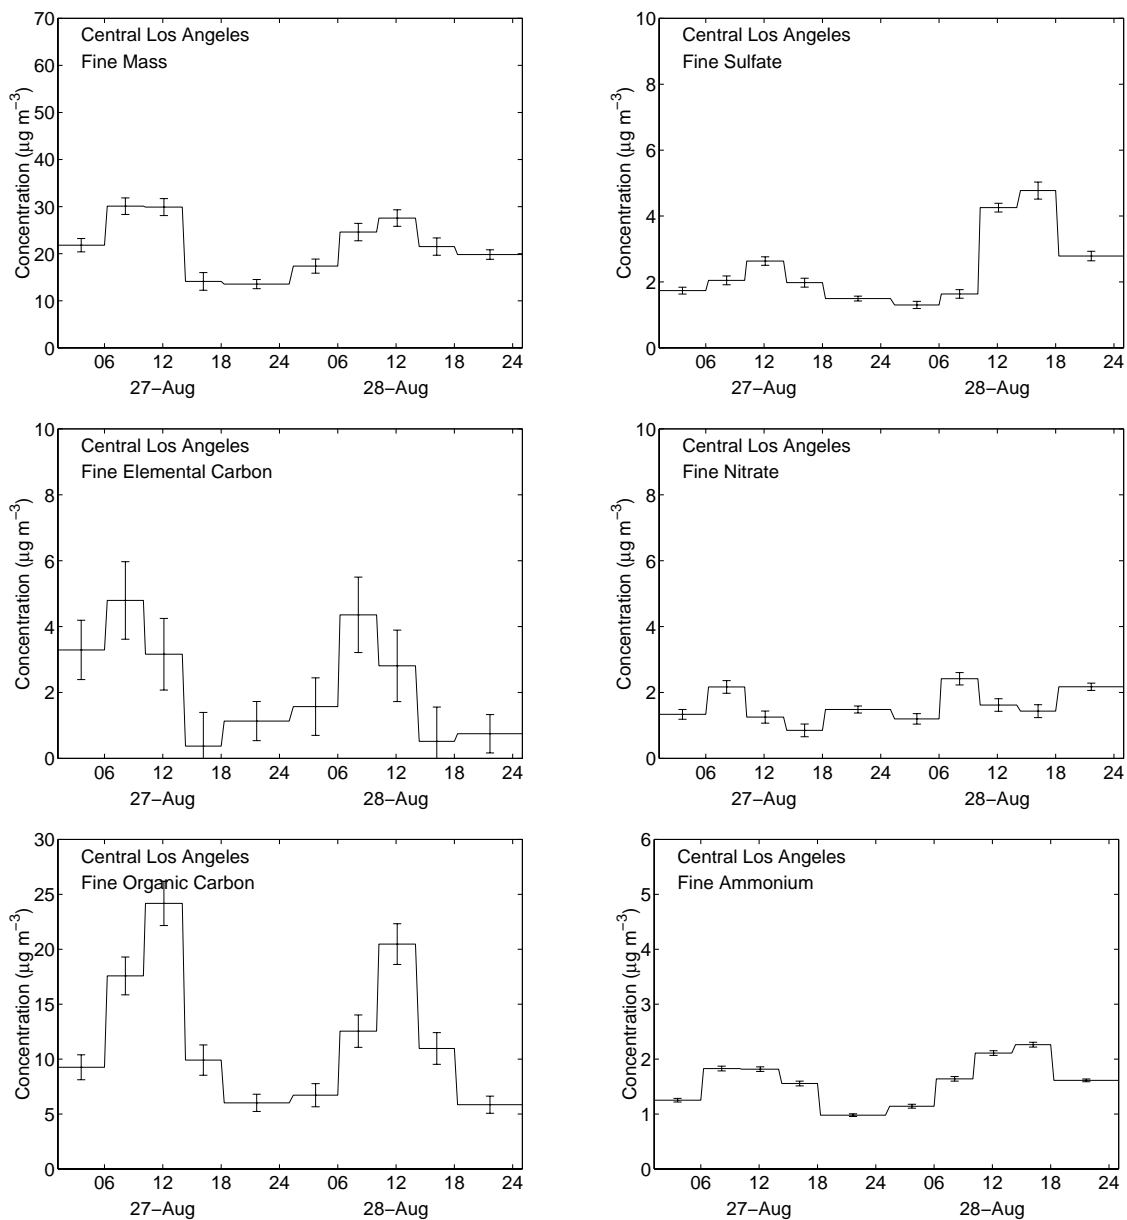 Central Los Angeles
Fine Mass
Concentration (μg m−3)
70
60
50
40
30
20
10
0
06 12 18 24 06 12 18 24
27−Aug 28−Aug
Central Los Angeles
Fine Sulfate
Concentration (μg m−3)
10
8
6
4
2
0
06 12 18 24 06 12 18 24
27−Aug 28−Aug
Central Los Angeles
Fine Elemental Carbon
Concentration (μg m−3)
10
8
6
4
2
0
06 12 18 24 06 12 18 24
27−Aug 28−Aug
Central Los Angeles
Fine Nitrate
Concentration (μg m−3)
10
8
6
4
2
0
06 12 18 24 06 12 18 24
27−Aug 28−Aug
Central Los Angeles
Fine Organic Carbon
Concentration (μg m−3)
30
25
20
15
10
5
0
06 12 18 24 06 12 18 24
27−Aug 28−Aug
Central Los Angeles
Fine Ammonium
Concentration (μg m−3)
6
5
4
3
2
1
0
06 12 18 24 06 12 18 24
27−Aug 28−Aug